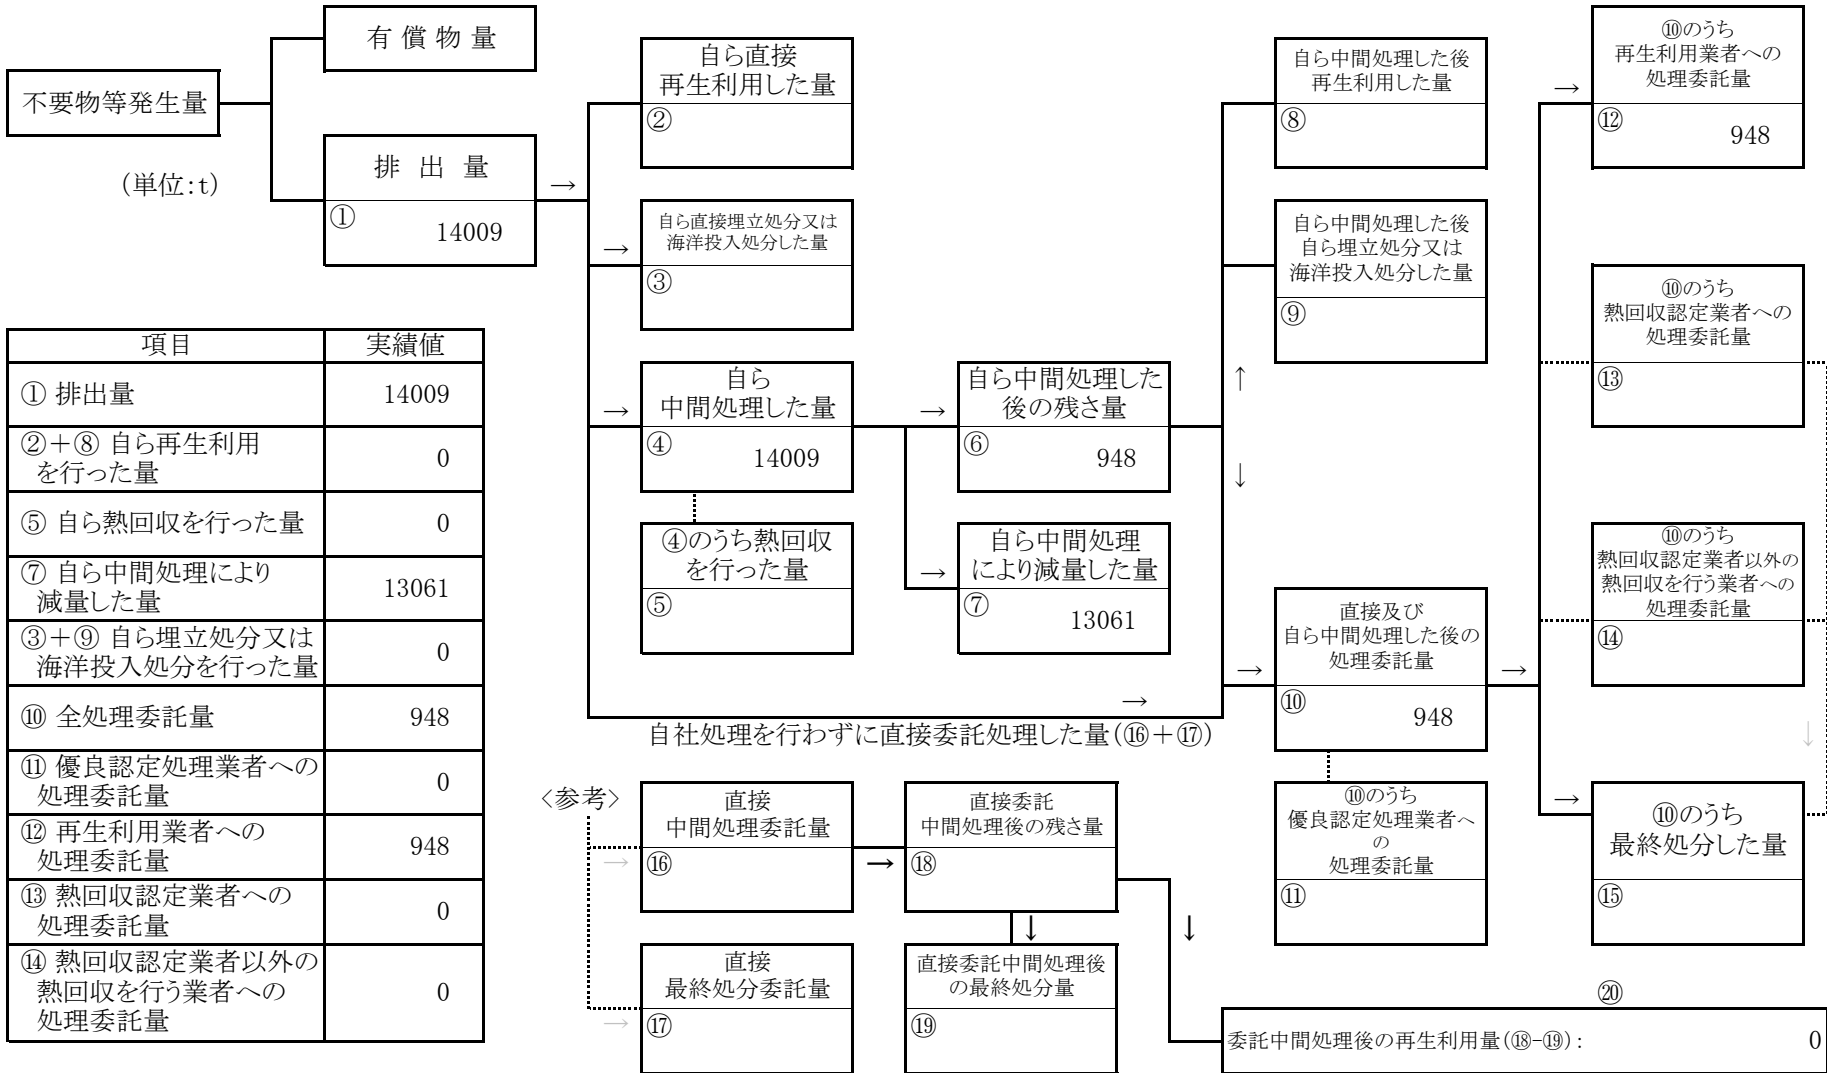 不要物等発生量
(単位:t)
有償物量
排出量
①
14009
→
自ら直接
再生利用した量
②
→
自ら直接埋立処分又は
海洋投入処分した量
③
→
自ら
中間処理した量
④
14009
④のうち熱回収
を行った量
⑤
→
自ら中間処理した
後の残さ量
⑥
948
→
自ら中間処理
により減量した量
⑦
13061
→
自社処理を行わずに直接委託処理した量(⑯+⑰)
↑
↓
自ら中間処理した後
再生利用した量
⑧
自ら中間処理した後
自ら埋立処分又は
海洋投入処分した量
⑨
→
直接及び
自ら中間処理した後の
処理委託量
⑩
948
→
⑩のうち
優良認定処理業者へ
の
処理委託量
⑪
→
⑩のうち
再生利用業者への
処理委託量
⑫
948
⑩のうち
熱回収認定業者への
処理委託量
⑬
⑩のうち
熱回収認定業者以外の
熱回収を行う業者への
処理委託量
⑭
↓
→
⑩のうち
最終処分した量
⑮
項目 実績値
① 排出量 14009
②+⑧ 自ら再生利用
を行った量 0
⑤ 自ら熱回収を行った量 0
⑦ 自ら中間処理により
減量した量 13061
③+⑨ 自ら埋立処分又は
海洋投入処分を行った量 0
⑩ 全処理委託量 948
⑪ 優良認定処理業者への
処理委託量 0
⑫ 再生利用業者への
処理委託量 948
⑬ 熱回収認定業者への
処理委託量 0
⑭ 熱回収認定業者以外の
熱回収を行う業者への
処理委託量 0
〈参考〉
→
直接
中間処理委託量
⑯
→
直接委託
中間処理後の残さ量
⑱
↓
↓
→
直接
最終処分委託量
⑰
直接委託中間処理後
の最終処分量
⑲
⑳
委託中間処理後の再生利用量(⑱-⑲): 0